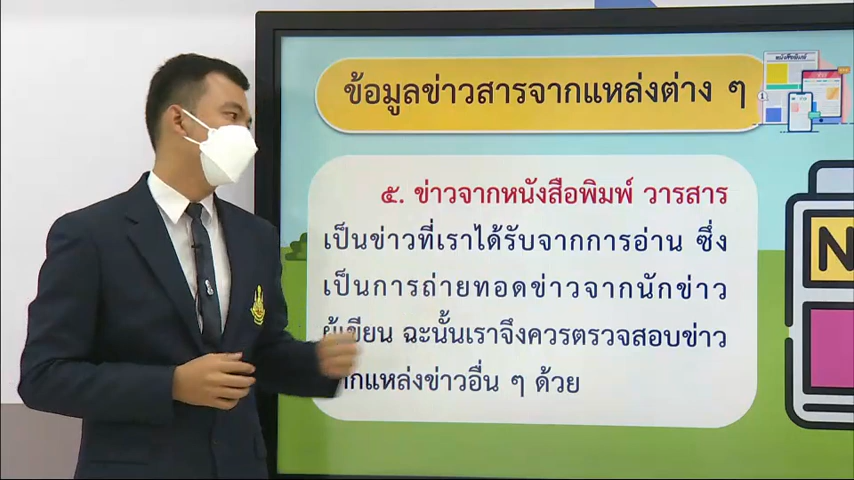 ข้อมูลข่าวสารจากแหล่งต่าง ๆ
๕. ข่าวจากหนังสือพิมพ์ วารสาร
เป็นข่าวที่เราได้รับจากการอ่าน ซึ่ง
เป็นการถ่ายทอดข่าวจากนักข่าว
ผู้เขียน ฉะนั้นเราจึงควรตรวจสอบข่าว
แหล่งข่าวอื่น ๆ ด้วย